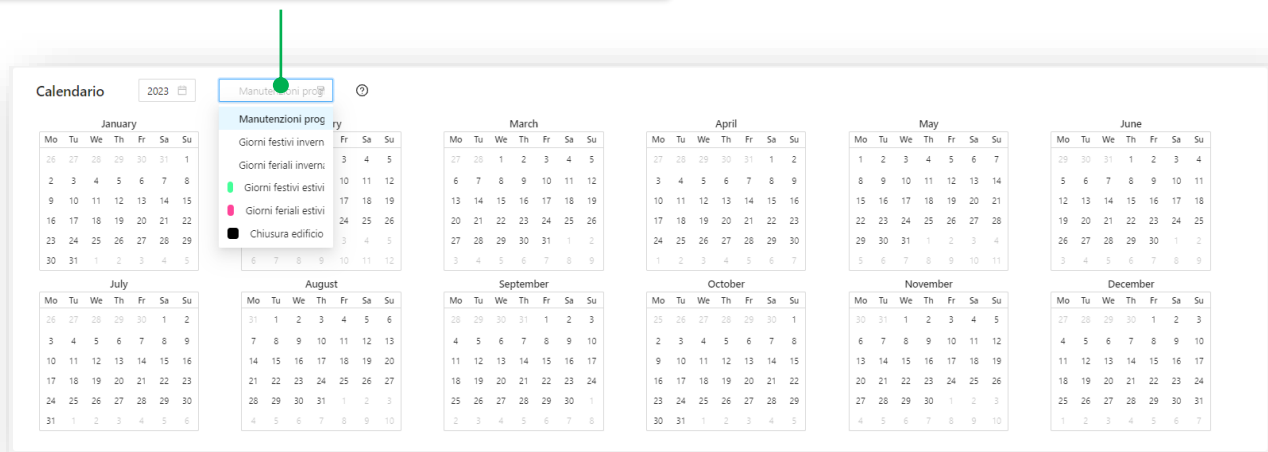 Calendario 2023 Manutenzioni prog
Manutenzioni prog
Giorni festivi invern
Giorni feriali inverna
Giorni festivi estivi
Giorni feriali estivi
Chiusura edificio
January
Mo Tu We Th Fr Sa Su
26 27 28 29 30 31 1
2 3 4 5 6 7 8
9 10 11 12 13 14 15
16 17 18 19 20 21 22
23 24 25 26 27 28 29
30 31 1 2 3 4 5
ry
Fr Sa Su
3 4 5
10 11 12
17 18 19
24 25 26
3 4 5
6 7 8 9 10 11 12
March
Mo Tu We Th Fr Sa Su
27 28 1 2 3 4 5
6 7 8 9 10 11 12
13 14 15 16 17 18 19
20 21 22 23 24 25 26
27 28 29 30 31 1 2
3 4 5 6 7 8 9
April
Mo Tu We Th Fr Sa Su
27 28 29 30 31 1 2
3 4 5 6 7 8 9
10 11 12 13 14 15 16
17 18 19 20 21 22 23
24 25 26 27 28 29 30
1 2 3 4 5 6 7
May
Mo Tu We Th Fr Sa Su
1 2 3 4 5 6 7
8 9 10 11 12 13 14
15 16 17 18 19 20 21
22 23 24 25 26 27 28
29 30 31 1 2 3 4
5 6 7 8 9 10 11
June
Mo Tu We Th Fr Sa Su
29 30 31 1 2 3 4
5 6 7 8 9 10 11
12 13 14 15 16 17 18
19 20 21 22 23 24 25
26 27 28 29 30 1 2
3 4 5 6 7 8 9
July
Mo Tu We Th Fr Sa Su
26 27 28 29 30 1 2
3 4 5 6 7 8 9
10 11 12 13 14 15 16
17 18 19 20 21 22 23
24 25 26 27 28 29 30
31 1 2 3 4 5 6
August
Mo Tu We Th Fr Sa Su
31 1 2 3 4 5 6
7 8 9 10 11 12 13
14 15 16 17 18 19 20
21 22 23 24 25 26 27
28 29 30 31 1 2 3
4 5 6 7 8 9 10
September
Mo Tu We Th Fr Sa Su
28 29 30 31 1 2 3
4 5 6 7 8 9 10
11 12 13 14 15 16 17
18 19 20 21 22 23 24
25 26 27 28 29 30 1
2 3 4 5 6 7 8
October
Mo Tu We Th Fr Sa Su
25 26 27 28 29 30 1
2 3 4 5 6 7 8
9 10 11 12 13 14 15
16 17 18 19 20 21 22
23 24 25 26 27 28 29
30 31 1 2 3 4 5
November
Mo Tu We Th Fr Sa Su
30 31 1 2 3 4 5
6 7 8 9 10 11 12
13 14 15 16 17 18 19
20 21 22 23 24 25 26
27 28 29 30 1 2 3
4 5 6 7 8 9 10
December
Mo Tu We Th Fr Sa Su
27 28 29 30 1 2 3
4 5 6 7 8 9 10
11 12 13 14 15 16 17
18 19 20 21 22 23 24
25 26 27 28 29 30 31
1 2 3 4 5 6 7